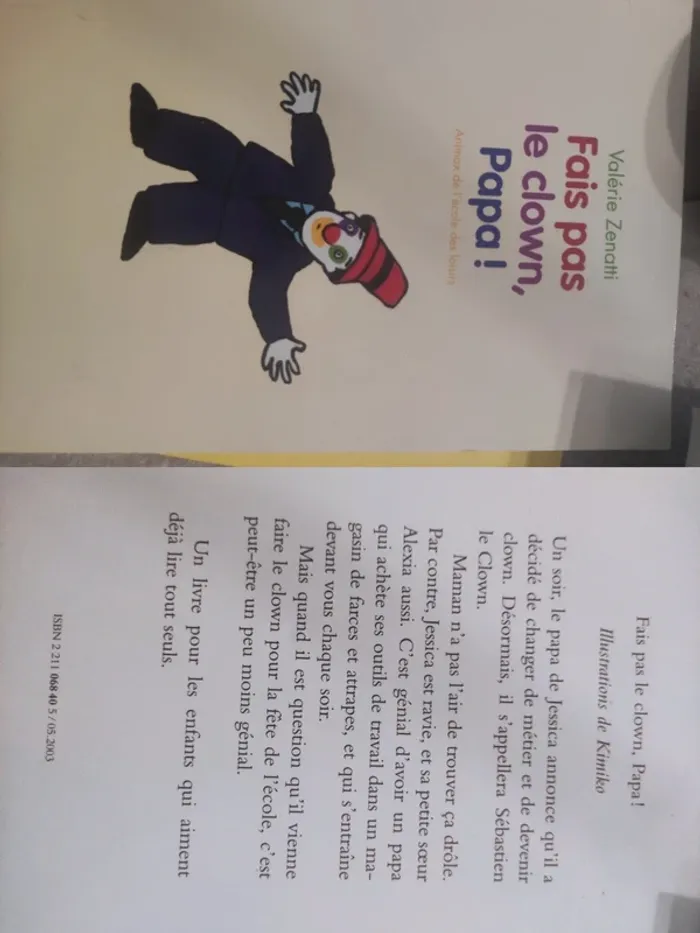 Valérie Zenatti
Fais pas
le clown,
Papa !
Animax de l'école des loisirs
Fais pas le clown, Papa !
Illustrations de Kimiko
Un soir, le papa de Jessica annonce qu'il a
décidé de changer de métier et de devenir
clown. Désormais, il s'appellera Sébastien
le Clown.
Maman n'a pas l'air de trouver ça drôle.
Par contre, Jessica est ravie, et sa petite sœur
Alexia aussi. C'est génial d'avoir un papa
qui achète ses outils de travail dans un ma-
gasin de farces et attrapes, et qui s'entraîne
devant vous chaque soir.
Mais quand il est question qu'il vienne
faire le clown pour la fête de l'école, c'est
peut-être un peu moins génial.
Un livre pour les enfants qui aiment
déjà lire tout seuls.
ISBN 2 211 068 40 5 / 05.2003